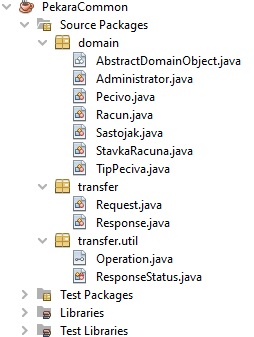 PekaraCommon
Source Packages
domain
AbstractDomainObject.java
Administrator.java
Pecivo.java
Racun.java
Sastojak.java
StavkaRacuna.java
TipPeciva.java
transfer
Request.java
Response.java
transfer.util
Operation.java
ResponseStatus.java
Test Packages
Libraries
Test Libraries